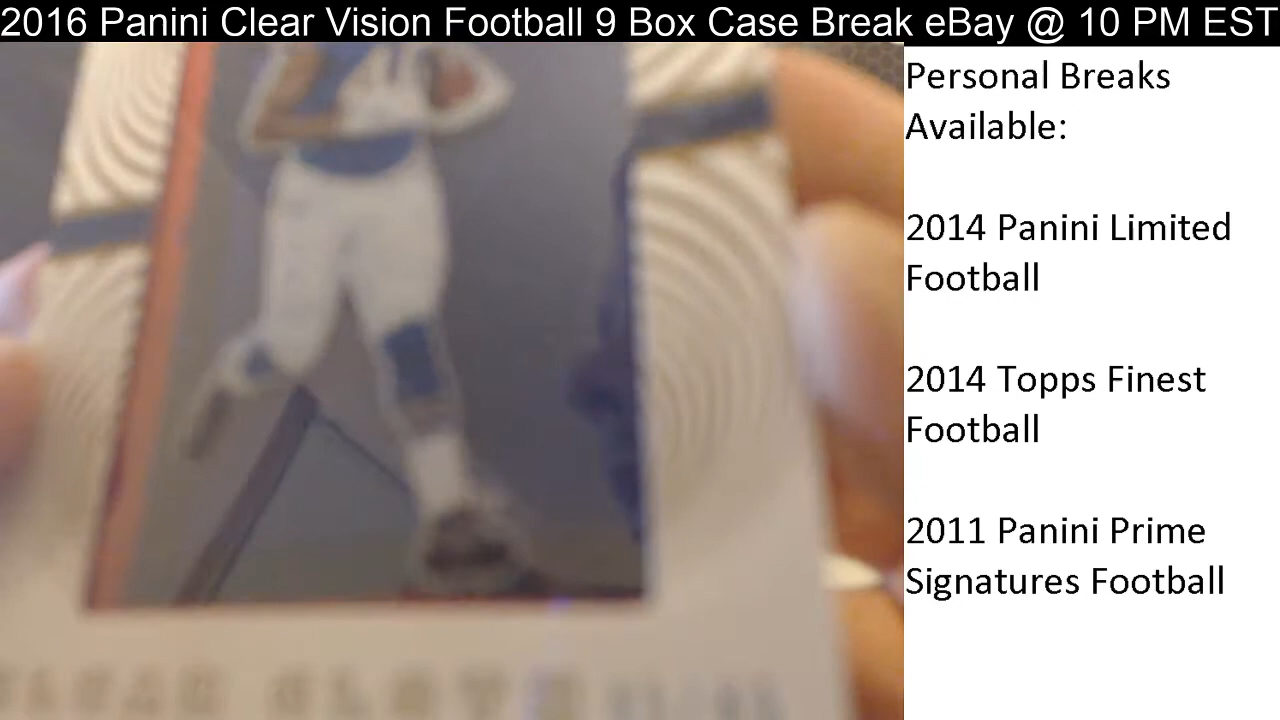 2016 Panini Clear Vision Football 9 Box Case Break eBay @ 10 PM EST
Personal Breaks
Available:
2014 Panini Limited
Football
2014 Topps Finest
Football
2011 Panini Prime
Signatures Football